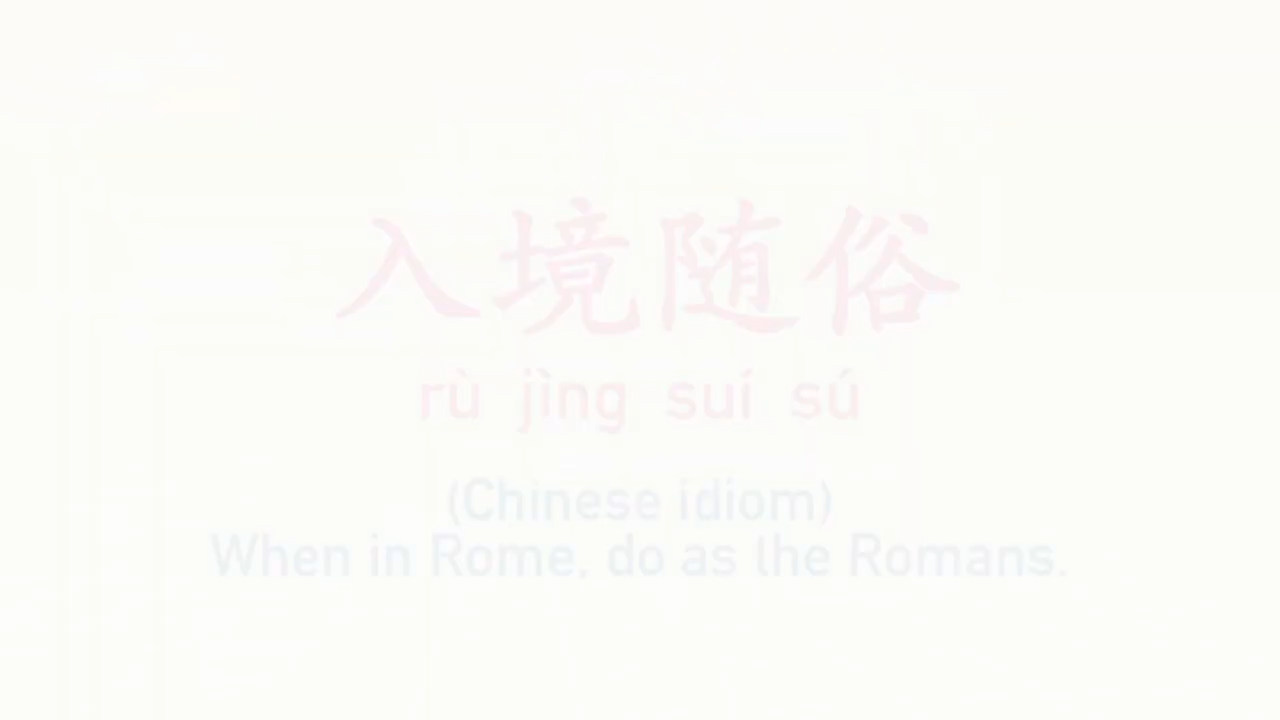 入境随俗
rù jìng suí sú
(Chinese idiom)
When in Rome, do as the Romans.